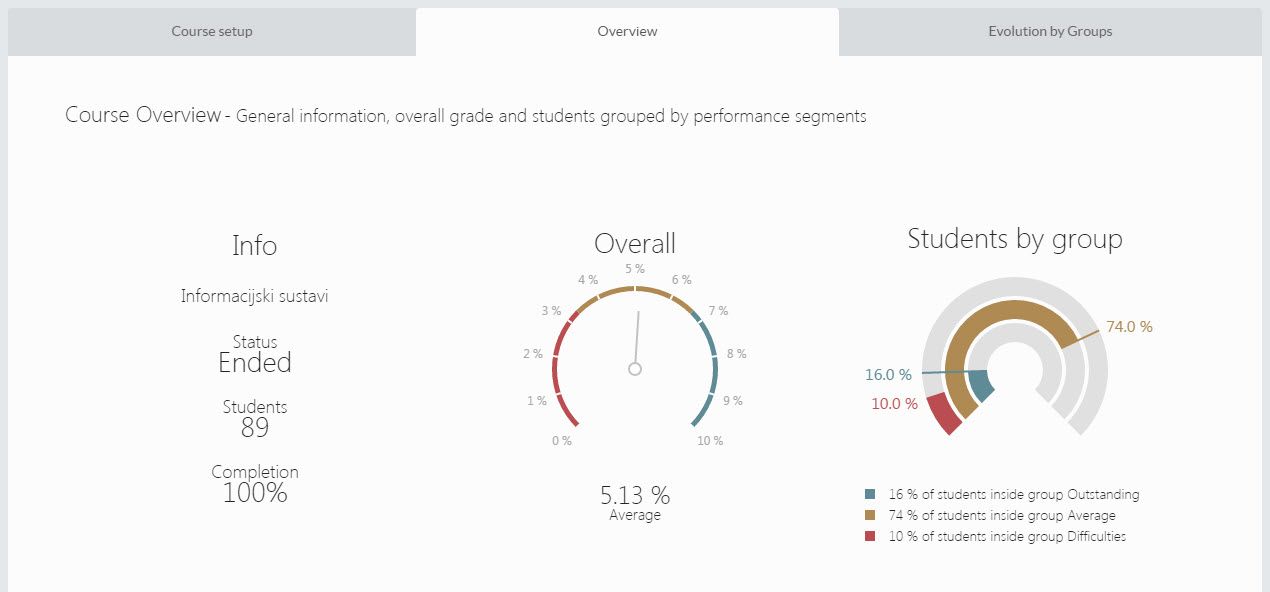 Course setup
Overview
Evolution by Groups
Course Overview - General information, overall grade and students grouped by performance segments
Info
Informacijski sustavi
Status
Ended
Students
89
Completion
100%
Overall
0 %
1 %
2 %
3 %
4 %
5 %
6 %
7 %
8 %
9 %
10 %
5.13 %
Average
Students by group
74.0 %
16.0 %
10.0 %
16 % of students inside group Outstanding
74 % of students inside group Average
10 % of students inside group Difficulties